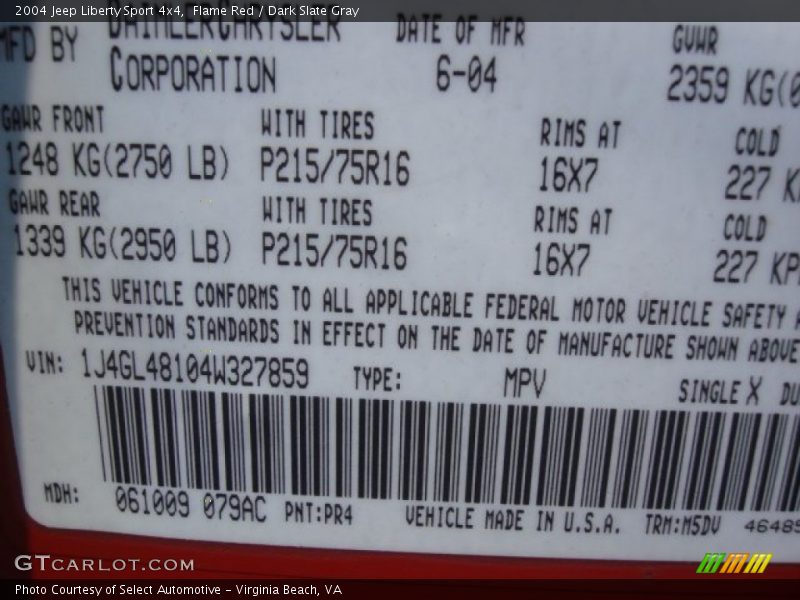 2004 Jeep Liberty Sport 4x4, Flame Red / Dark Slate Gray
MFD BY DAIMLERCHRYSLER CORPORATION DATE OF MFR 6-04 GVWR 2359 KG(
GAWR FRONT WITH TIRES RIMS AT COLD
1248 KG(2750 LB) P215/75R16 16X7 227
GAWR REAR WITH TIRES RIMS AT COLD
1339 KG(2950 LB) P215/75R16 16X7 227 KP
THIS VEHICLE CONFORMS TO ALL APPLICABLE FEDERAL MOTOR VEHICLE SAFETY
PREVENTION STANDARDS IN EFFECT ON THE DATE OF MANUFACTURE SHOWN ABOVE
VIN: 1J4GL48104W327859 TYPE: MPV SINGLE X DU
MDH: 061009 079AC PNT:PR4 VEHICLE MADE IN U.S.A. TRM:M5DV 46485
GTCARLOT.COM
Photo Courtesy of Select Automotive - Virginia Beach, VA